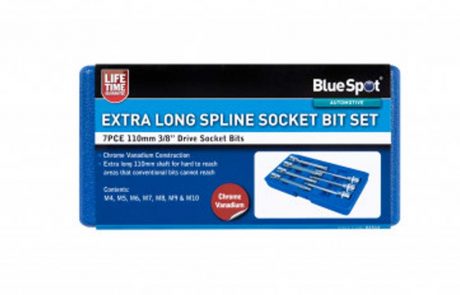 LIFE
TIME
GUARANTEE
BlueSpot
AUTOMOTIVE
EXTRA LONG SPLINE SOCKET BIT SET
7PCE 110mm 3/8" Drive Socket Bits
- Chrome Vanadium Construction
- Extra long 110mm shaft for hard to reach
areas that conventional bits cannot reach
Contents:
M4, M5, M6, M7, M8, M9 & M10
Chrome
Vanadium